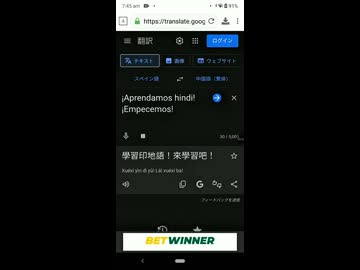 7:45 am
91%
https://translate.goog
翻訳
ログイン
テキスト
画像
ウェブサイト
スペイン語
中国語（繁体）
¡Aprendamos hindi!
¡Empecemos!
30 / 5,000
學習印地語！來學習吧！
Xuéxí yìn dì yǔ! Lái xuéxí ba!
フィードバックを送信
BETWINNER